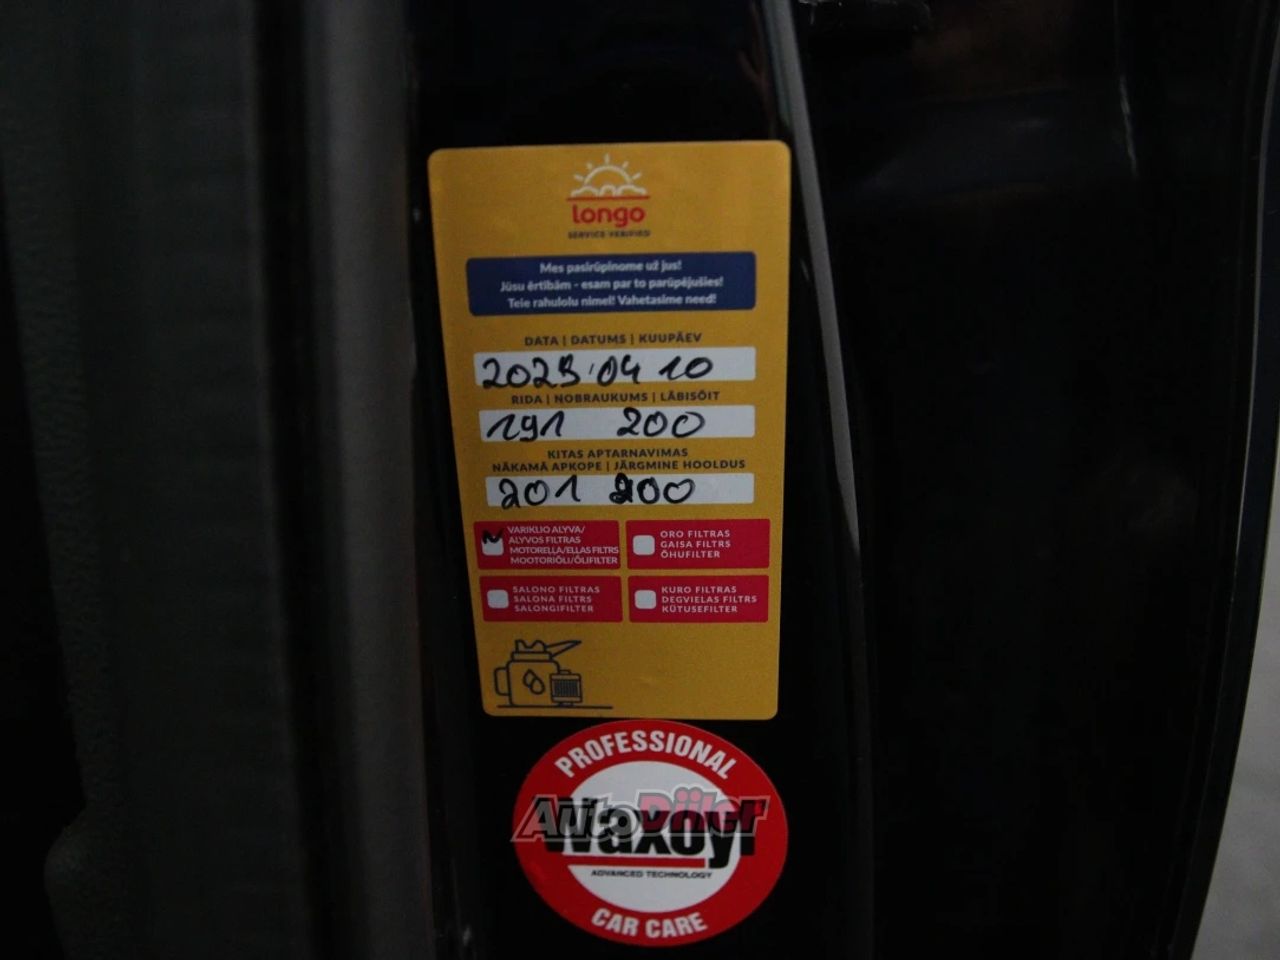 longo
SERVICE VERIFIED
Mes pasirūpinome už jus!
Jūsu ērtībām - esam par to parūpējušies!
Teie rahulolu nimel! Vahetasime need!
DATA | DATUMS | KUUPÄEV
2023 04 10
RIDA | NOBRAUKUMS | LÄBISÕIT
191 200
KITAS APTARNAVIMAS
NĀKAMĀ APKOPE | JÄRGMINE HOOLDUS
201 200
VARIKLIO ALYVA/
ALYVOS FILTRAS
MOTOREĻĻA/EĻĻAS FILTRS
MOOTORIÕLI/ÕLIFILTER
ORO FILTRAS
GAISA FILTRS
ÕHUFILTER
SALONO FILTRAS
SALONA FILTRS
SALONGIFILTER
KURO FILTRAS
DEGVIELAS FILTRS
KÜTUSEFILTER
PROFESSIONAL
Waxoyl
AutoDiiler
ADVANCED TECHNOLOGY
CAR CARE